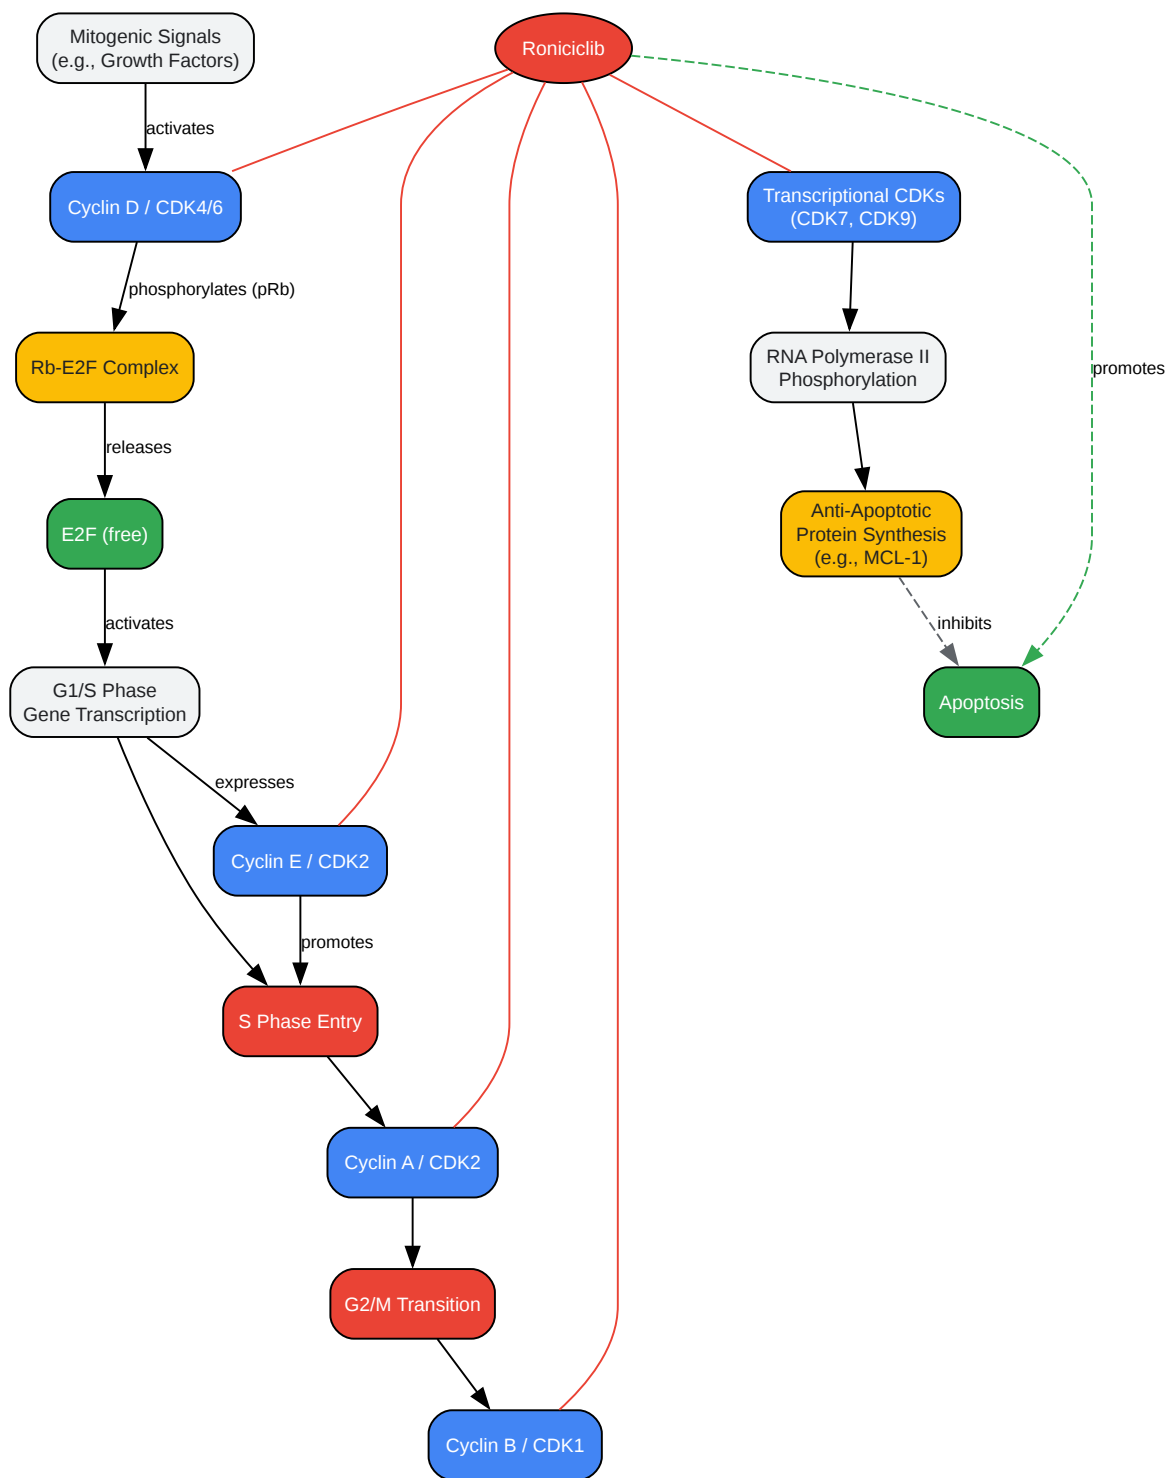 Mitogenic Signals
(e.g., Growth Factors)
Roniciclib
activates
Cyclin D / CDK4/6
Transcriptional CDKs
(CDK7, CDK9)
phosphorylates (pRb)
Rb-E2F Complex
RNA Polymerase II
Phosphorylation
promotes
releases
E2F (free)
Anti-Apoptotic
Protein Synthesis
(e.g., MCL-1)
activates
inhibits
G1/S Phase
Gene Transcription
Apoptosis
expresses
Cyclin E / CDK2
promotes
S Phase Entry
Cyclin A / CDK2
G2/M Transition
Cyclin B / CDK1